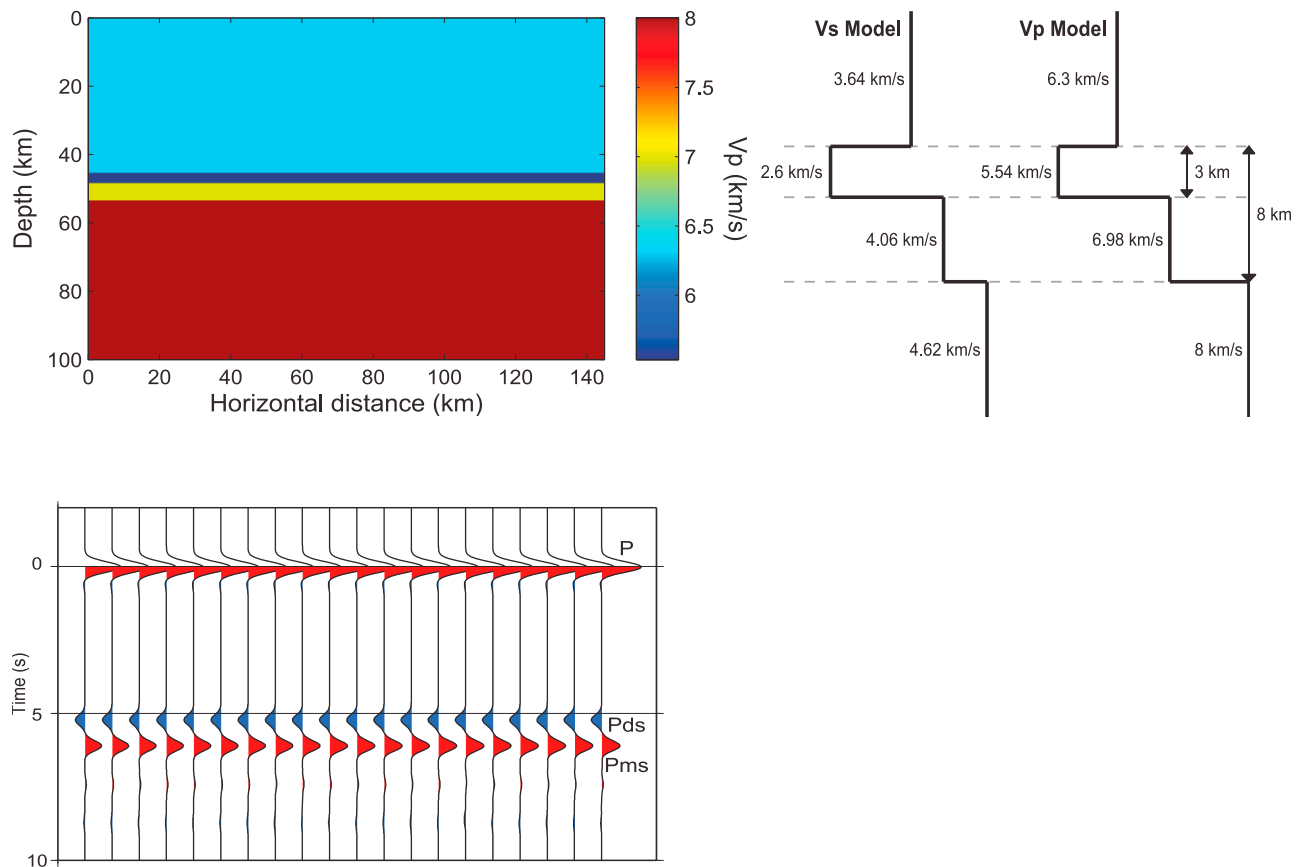 0
20
40
60
80
100
Depth (km)
0 20 40 60 80 100 120 140
Horizontal distance (km)
8
7.5
7
6.5
6
Vp (km/s)
Vs Model Vp Model
3.64 km/s 6.3 km/s
2.6 km/s 5.54 km/s 3 km
8 km
4.06 km/s 6.98 km/s
4.62 km/s 8 km/s
P
0
Time (s)
5
Pds
Pms
10